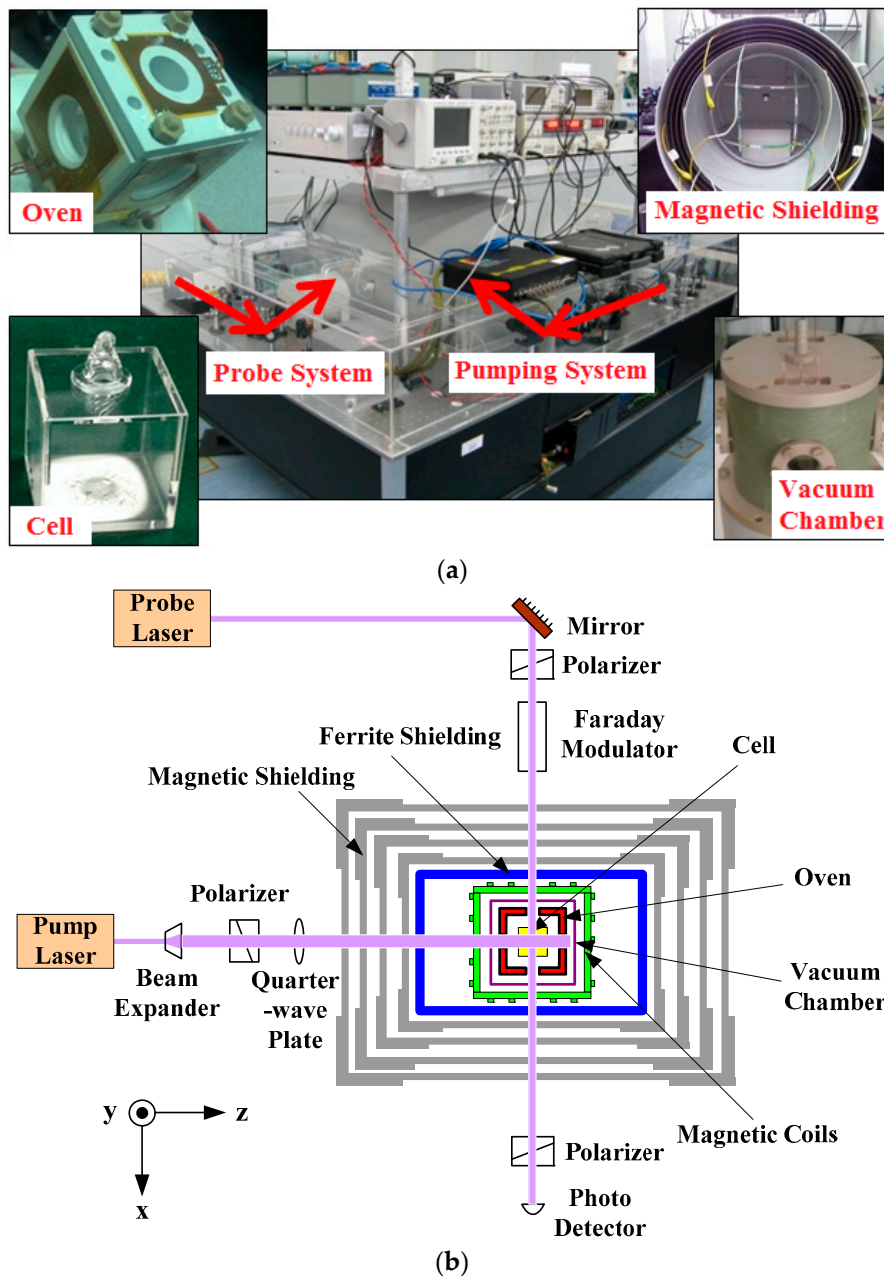 Oven
Magnetic Shielding
Probe System
Pumping System
Cell
Vacuum
Chamber
(a)
Probe
Laser
Mirror
Polarizer
Faraday
Modulator
Ferrite Shielding
Cell
Magnetic Shielding
Polarizer
Oven
Pump
Laser
Beam
Expander
Quarter
-wave
Plate
Vacuum
Chamber
y
z
x
Magnetic Coils
Polarizer
Photo
Detector
(b)